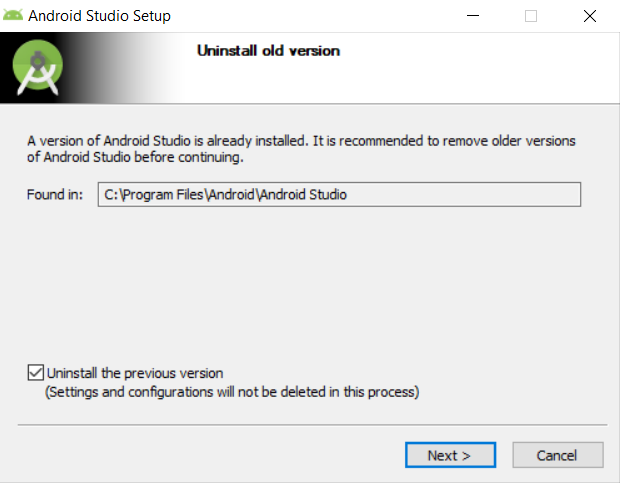 Android Studio Setup
Uninstall old version
A version of Android Studio is already installed. It is recommended to remove older versions
of Android Studio before continuing.
Found in: C:\Program Files\Android\Android Studio
Uninstall the previous version
(Settings and configurations will not be deleted in this process)
Next > Cancel